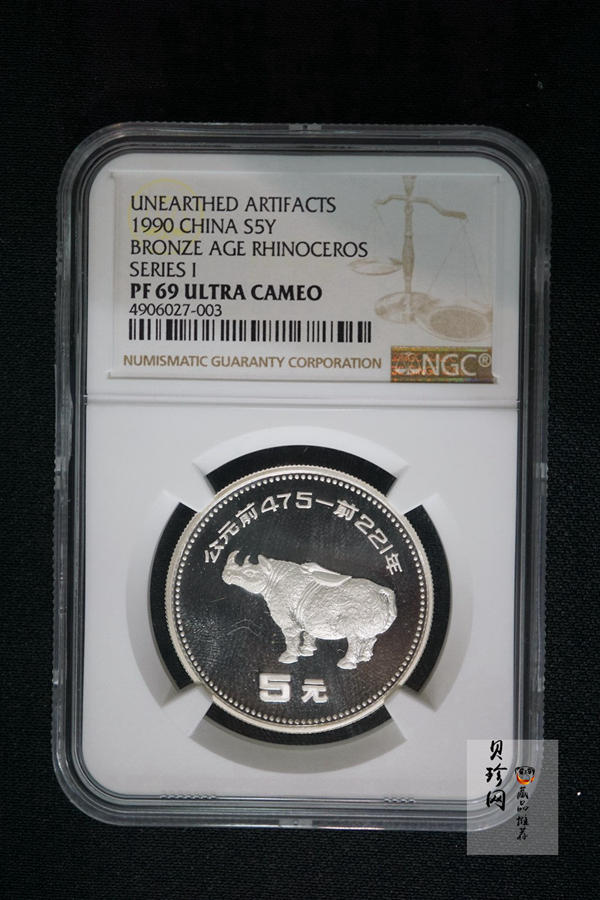 UNEARTHED ARTIFACTS
1990 CHINA S5Y
BRONZE AGE RHINOCEROS
SERIES I
PF 69 ULTRA CAMEO
4906027-003
NUMISMATIC GUARANTY CORPORATION
NGC®
公元前475—前221年
5元
贝珍网
藏品推荐